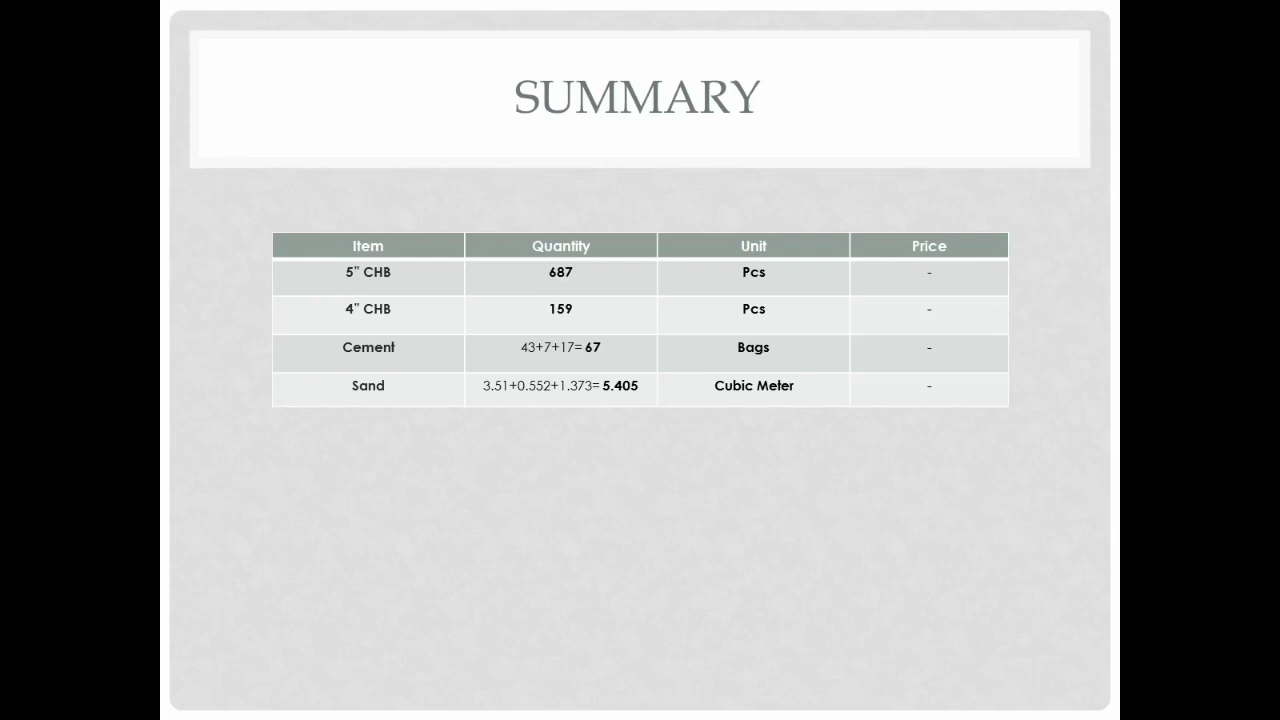 SUMMARY
Item Quantity Unit Price
5” CHB 687 Pcs -
4” CHB 159 Pcs -
Cement 43+7+17= 67 Bags -
Sand 3.51+0.552+1.373= 5.405 Cubic Meter -